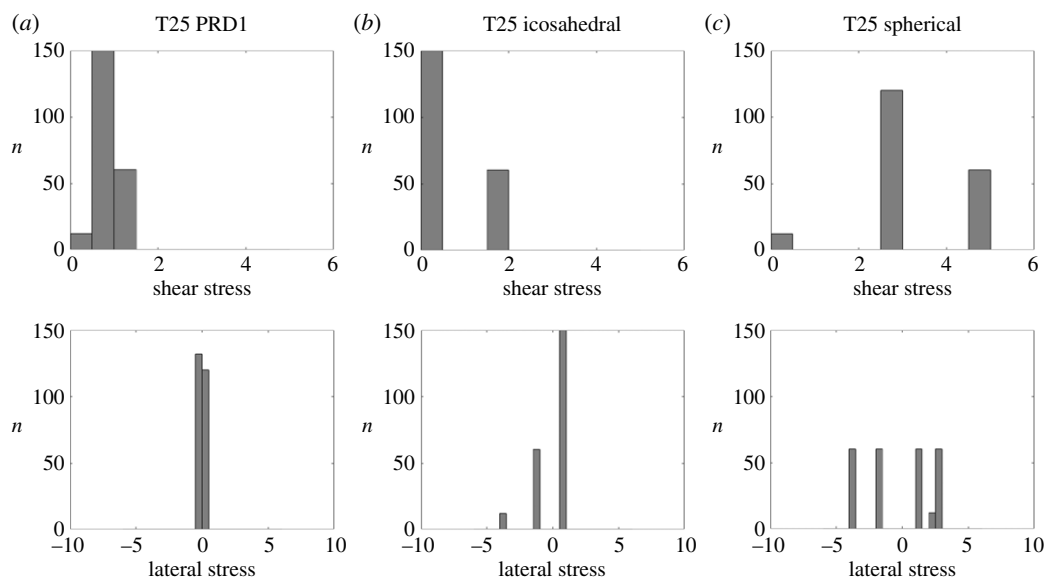 (a) T25 PRD1 (b) T25 icosahedral (c) T25 spherical
150 150 150
100 100 100
n n n
50 50 50
0 0 0
0 2 4 6 0 2 4 6 0 2 4 6
shear stress shear stress shear stress
150 150 150
100 100 100
n n n
50 50 50
0 0 0
−10 −5 0 5 10 −10 −5 0 5 10 −10 −5 0 5 10
lateral stress lateral stress lateral stress